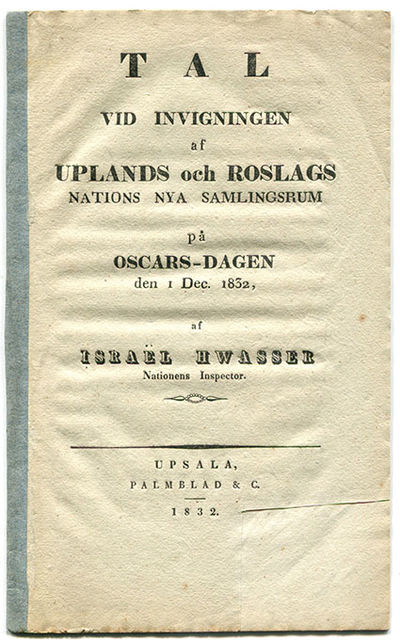 TAL
VID INVIGNINGEN
af
UPLANDS och ROSLAGS
NATIONS NYA SAMLINGSRUM
på
OSCARS-DAGEN
den 1 Dec. 1832,
af
ISRAËL HWASSER
Nationens Inspector.
UPSALA,
PALMBLAD & C.
1832.